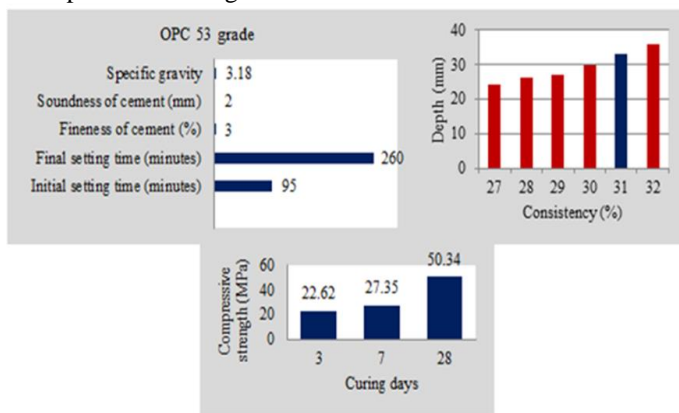 OPC 53 grade
Specific gravity 3.18
Soundness of cement (mm) 2
Fineness of cement (%) 3
Final setting time (minutes) 260
Initial setting time (minutes) 95
Depth (mm)
40
30
20
10
0
27 28 29 30 31 32
Consistency (%)
Compressive
strength (MPa)
60
40
20
0
22.62 27.35 50.34
3 7 28
Curing days